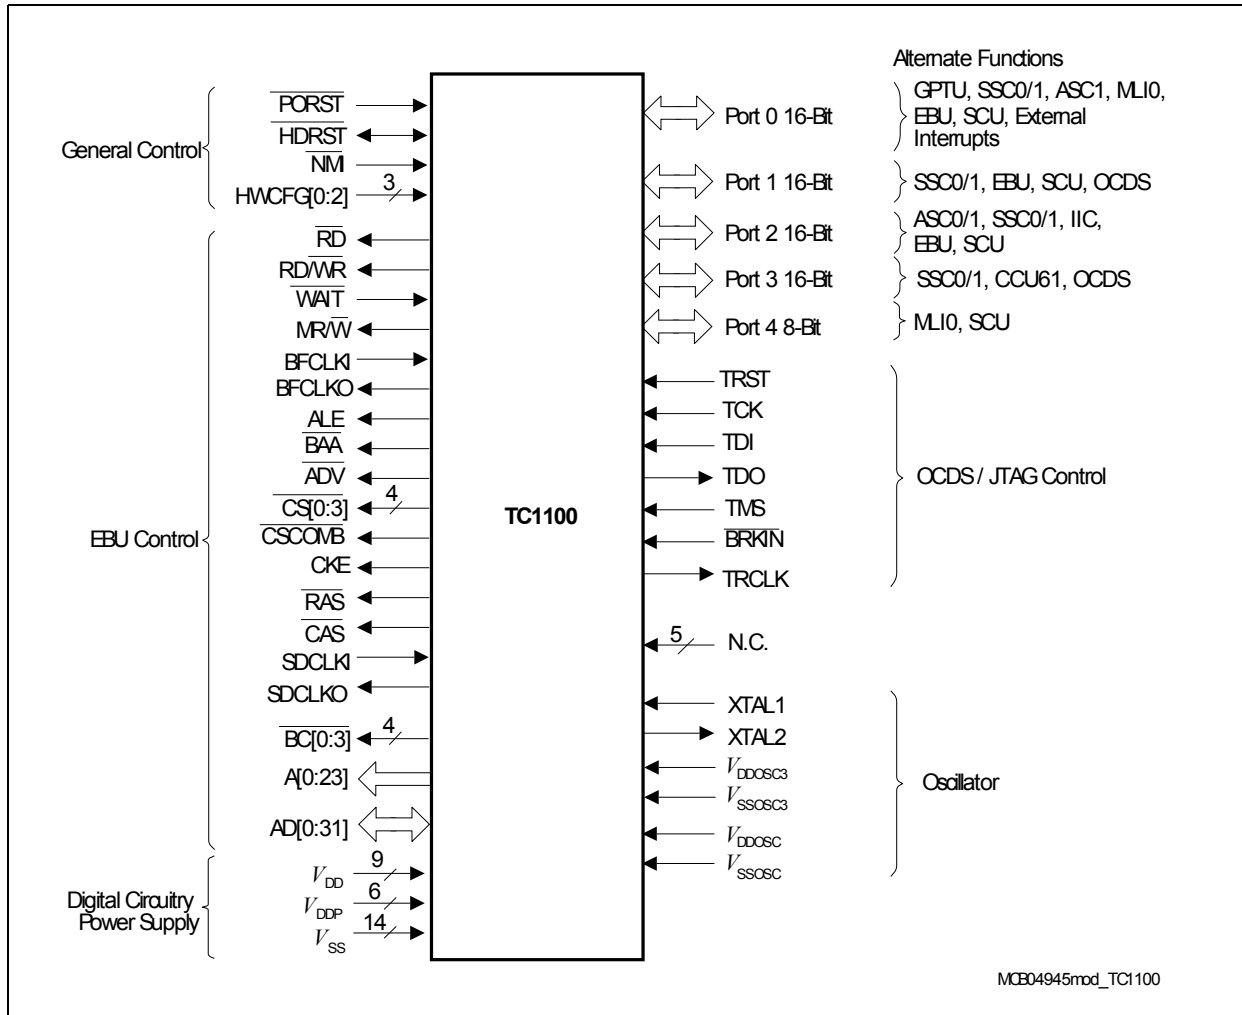 Alternate Functions
General Control
PORST
HDRST
NMI
HWCFG[0:2]
3
EBU Control
RD
RD/WR
WAIT
MR/W
BFCLKI
BFCLKO
ALE
BAA
ADV
CS[0:3]
4
CSCOMB
CKE
RAS
CAS
SDCLKI
SDCLKO
BC[0:3]
4
A[0:23]
AD[0:31]
Digital Circuitry
Power Supply
VDD
9
VDDP
6
VSS
14
TC1100
Port 0 16-Bit
GPTU, SSC0/1, ASC1, MLI0,
EBU, SCU, External
Interrupts
Port 1 16-Bit
SSC0/1, EBU, SCU, OCDS
Port 2 16-Bit
ASC0/1, SSC0/1, IIC,
EBU, SCU
Port 3 16-Bit
SSC0/1, CCU61, OCDS
Port 4 8-Bit
MLI0, SCU
TRST
TCK
TDI
TDO
TMS
BRKIN
TRCLK
OCDS / JTAG Control
5
N.C.
XTAL1
XTAL2
VDDOSC3
VSSOSC3
VDDOSC
VSSOSC
Oscillator
MCB04945mod_TC1100